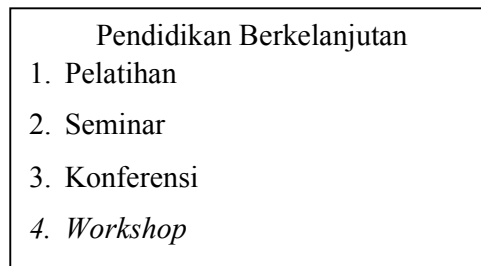 Pendidikan Berkelanjutan
1. Pelatihan
2. Seminar
3. Konferensi
4. Workshop